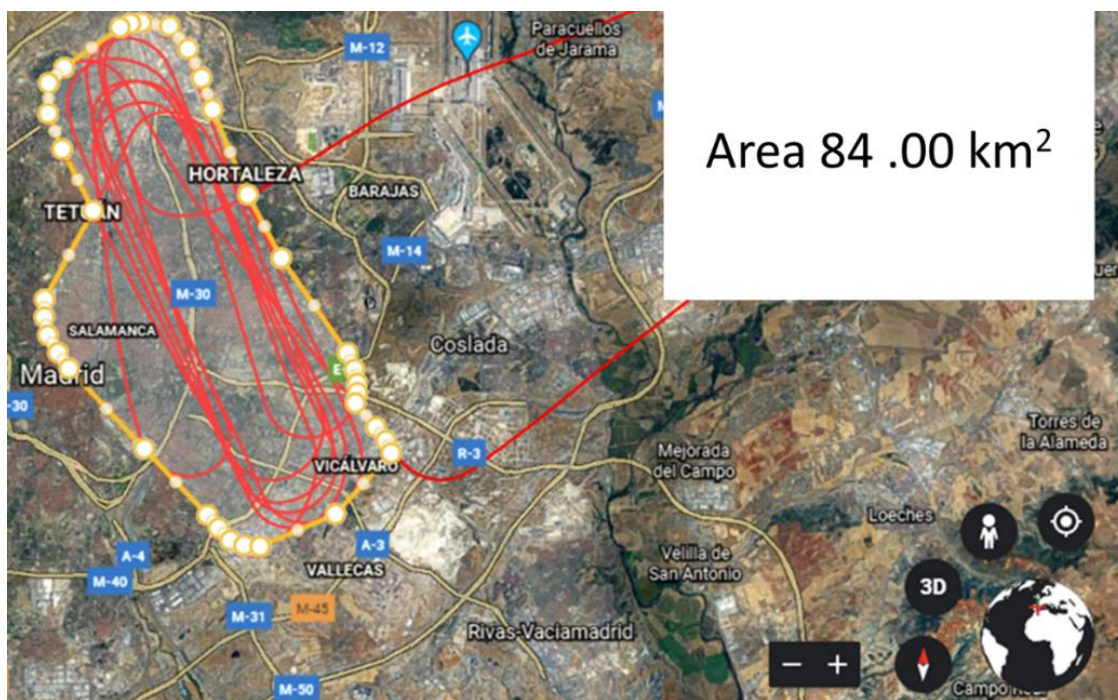 Paracuellos
de Jarama
M-12
Area 84 .00 km²
HORTALEZA
BARAJAS
TETUÁN
M-14
M-30
SALAMANCA
Coslada
Madrid
-30
Torres de
la Alameda
R-3
Mejorada
del Campo
VICÁLVARO
Loeches
A-4
A-3
M-40
VALLECAS
Velilla de
San Antonio
3D
M-31
M-45
Rivas-Vaciamadrid
− +
M-50